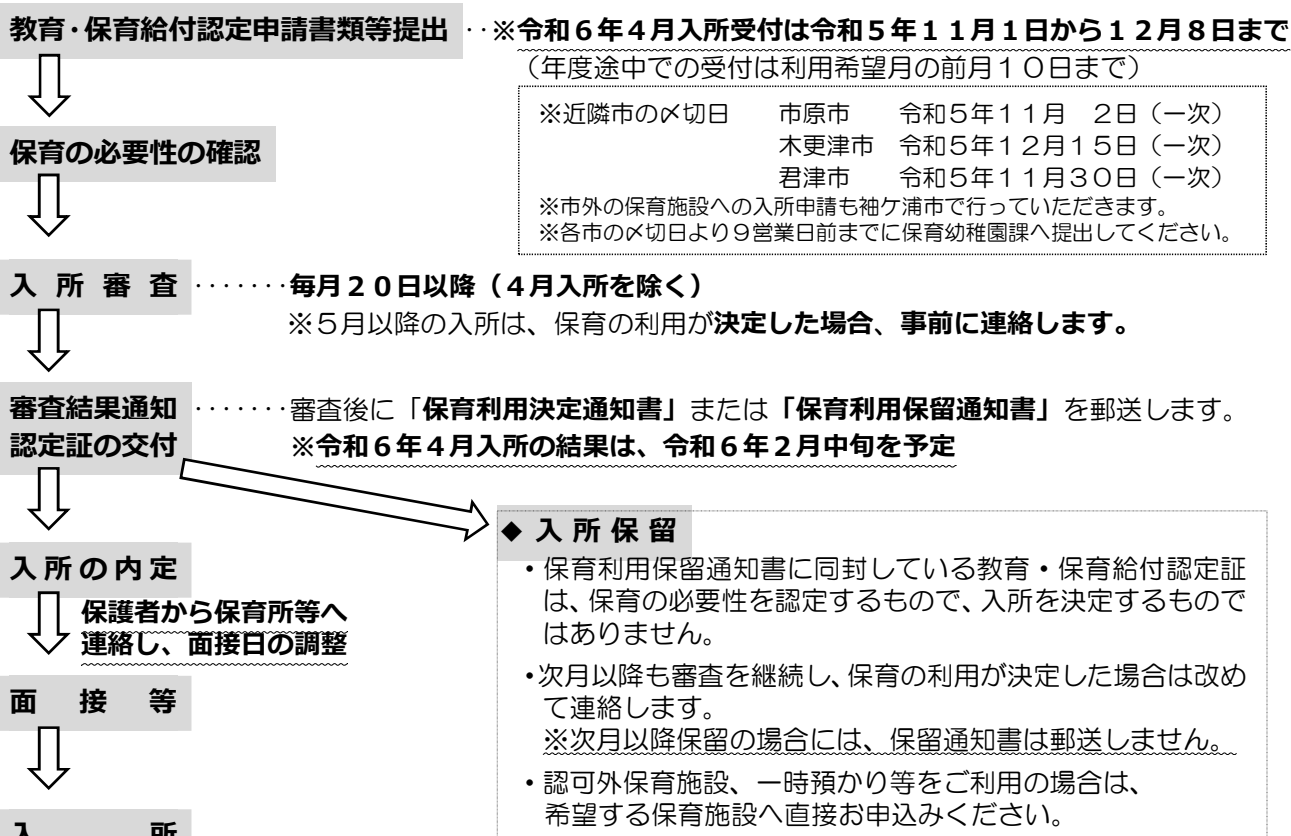 教育・保育給付認定申請書類等提出 ‥※令和６年４月入所受付は令和５年１１月１日から１２月８日まで
（年度途中での受付は利用希望月の前月１０日まで）
※近隣市の〆切日 市原市 令和５年１１月 ２日（一次）
木更津市 令和５年１２月１５日（一次）
君津市 令和５年１１月３０日（一次）
※市外の保育施設への入所申請も袖ケ浦市で行っていただきます。
※各市の〆切日より９営業日前までに保育幼稚園課へ提出してください。
保育の必要性の確認
入 所 審 査 ‥‥‥‥毎月２０日以降（４月入所を除く）
※５月以降の入所は、保育の利用が決定した場合、事前に連絡します。
審査結果通知 ‥‥‥‥審査後に「保育利用決定通知書」または「保育利用保留通知書」を郵送します。
認定証の交付 ※令和６年４月入所の結果は、令和６年２月中旬を予定
入所の内定
保護者から保育所等へ
連絡し、面接日の調整
面 接 等
入 所
◆ 入 所 保 留
・保育利用保留通知書に同封している教育・保育給付認定証
は、保育の必要性を認定するもので、入所を決定するもので
はありません。
・次月以降も審査を継続し、保育の利用が決定した場合は改め
て連絡します。
※次月以降保留の場合には、保留通知書は郵送しません。
・認可外保育施設、一時預かり等をご利用の場合は、
希望する保育施設へ直接お申込みください。